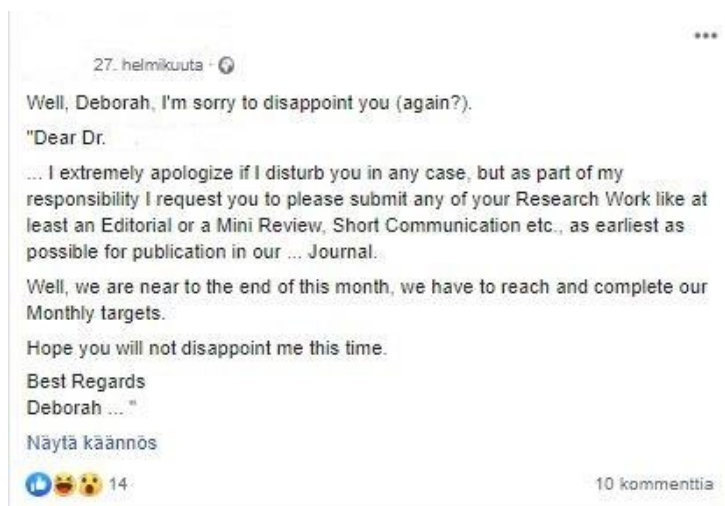 27. helmikuuta ·
Well, Deborah, I'm sorry to disappoint you (again?).
"Dear Dr.
... I extremely apologize if I disturb you in any case, but as part of my
responsibility I request you to please submit any of your Research Work like at
least an Editorial or a Mini Review, Short Communication etc., as earliest as
possible for publication in our ... Journal.
Well, we are near to the end of this month, we have to reach and complete our
Monthly targets.
Hope you will not disappoint me this time.
Best Regards
Deborah ... "
Näytä käännös
14
10 kommenttia